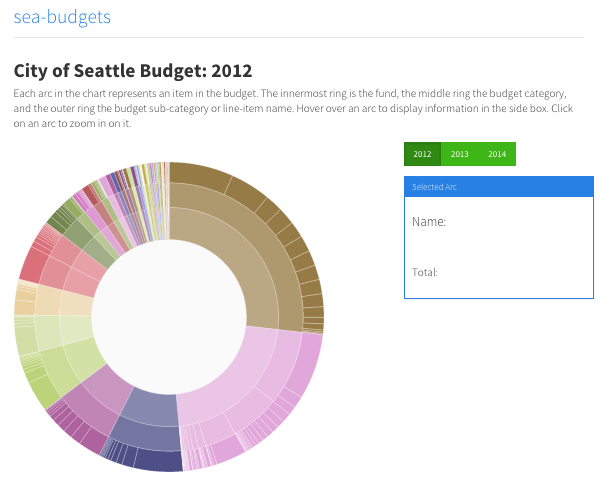 sea-budgets
City of Seattle Budget: 2012
Each arc in the chart represents an item in the budget. The innermost ring is the fund, the middle ring the budget category,
and the outer ring the budget sub-category or line-item name. Hover over an arc to display information in the side box. Click
on an arc to zoom in on it.
2012 2013 2014
Selected Arc
Name:
Total: